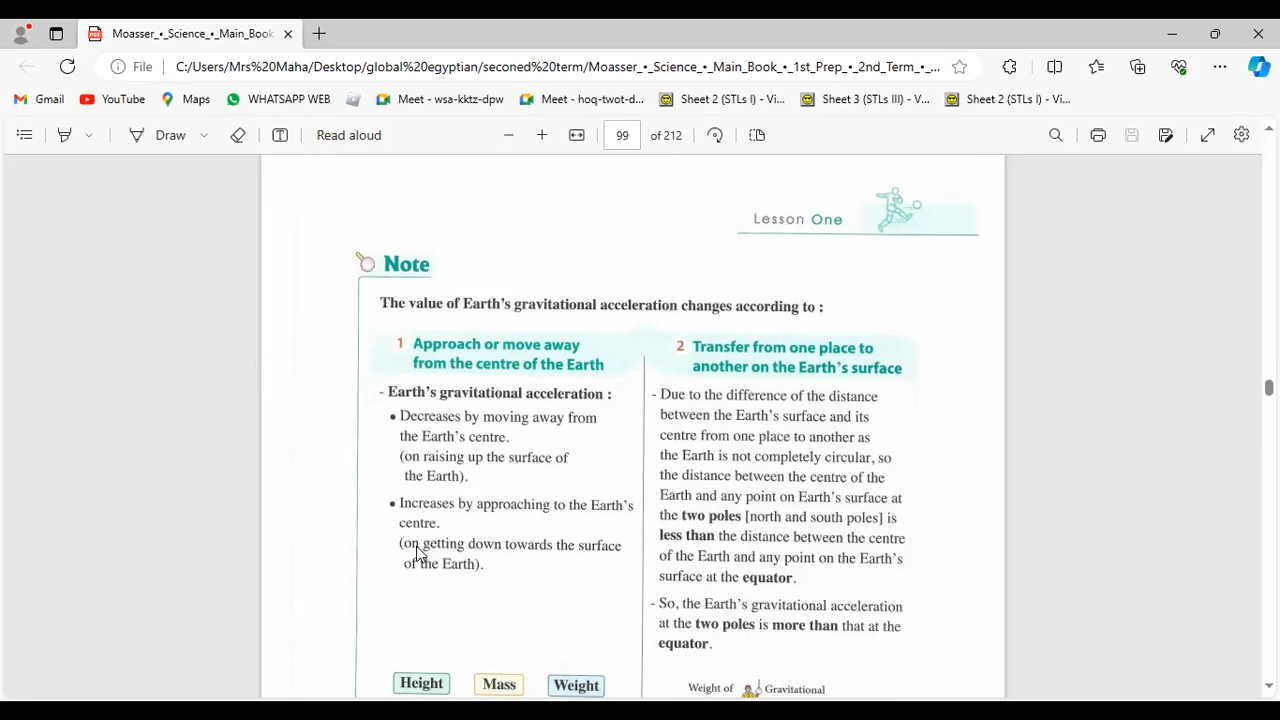 Moasser_•_Science_•_Main_Book
File
C:/Users/Mrs%20Maha/Desktop/global%20egyptian/seconed%20term/Moasser_•_Science_•_Main_Book_•_1st_Prep_•_2nd_Term_•_...
Gmail
YouTube
Maps
WHATSAPP WEB
Meet - wsa-kktz-dwp
Meet - hoq-twot-d...
Sheet 2 (STLs I) - Vi...
Sheet 3 (STLs III) - V...
Sheet 2 (STLs I) - Vi...
Draw
Read aloud
99
of 212
Lesson One
Note
The value of Earth's gravitational acceleration changes according to :
1 Approach or move away
from the centre of the Earth
- Earth's gravitational acceleration :
• Decreases by moving away from
the Earth's centre.
(on raising up the surface of
the Earth).
• Increases by approaching to the Earth's
centre.
(on getting down towards the surface
of the Earth).
Height
Mass
Weight
2 Transfer from one place to
another on the Earth's surface
- Due to the difference of the distance
between the Earth's surface and its
centre from one place to another as
the Earth is not completely circular, so
the distance between the centre of the
Earth and any point on Earth's surface at
the two poles [north and south poles] is
less than the distance between the centre
of the Earth and any point on the Earth's
surface at the equator.
- So, the Earth's gravitational acceleration
at the two poles is more than that at the
equator.
Weight of
Gravitational